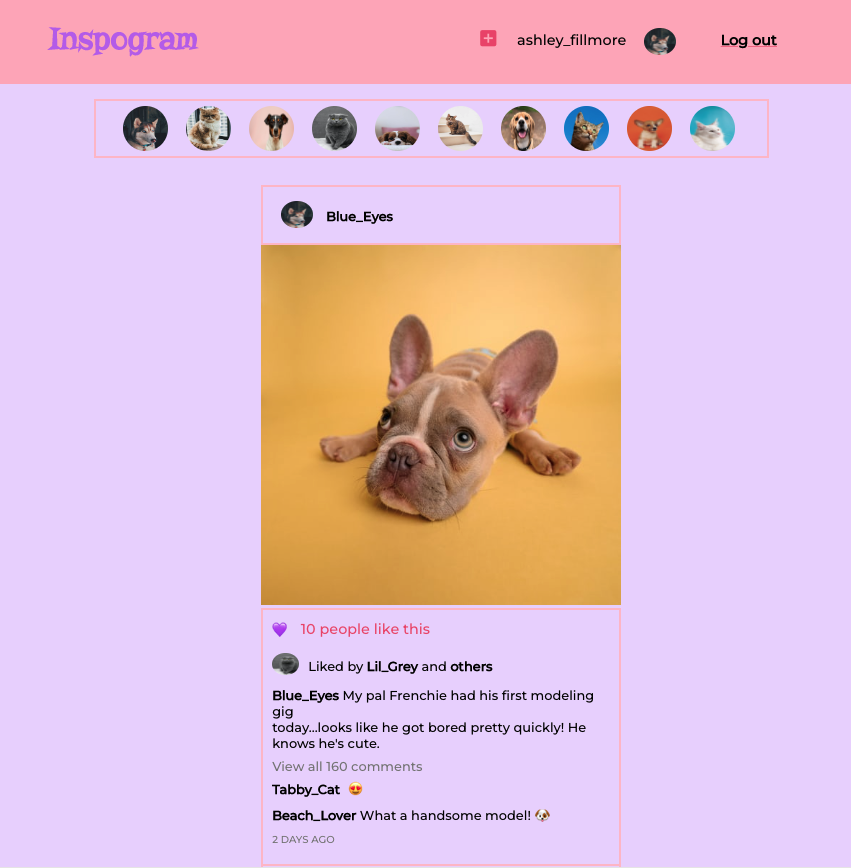 Inspogram
ashley_fillmore
Log out
Blue_Eyes
10 people like this
Liked by Lil_Grey and others
Blue_Eyes My pal Frenchie had his first modeling
gig
today...looks like he got bored pretty quickly! He
knows he's cute.
View all 160 comments
Tabby_Cat 😍
Beach_Lover What a handsome model! 🐶
2 DAYS AGO